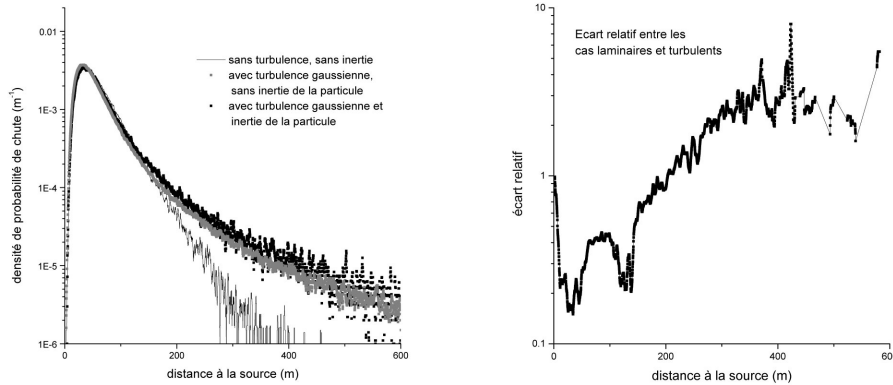 0.01
1E-3
1E-4
1E-5
1E-6
densité de probabilité de chute (m⁻¹)
sans turbulence, sans inertie
avec turbulence gaussienne,
sans inertie de la particule
avec turbulence gaussienne et
inertie de la particule
0 200 400 600
distance à la source (m)
10
1
0.1
écart relatif
Ecart relatif entre les
cas laminaires et turbulents
0 200 400 60
distance à la source (m)